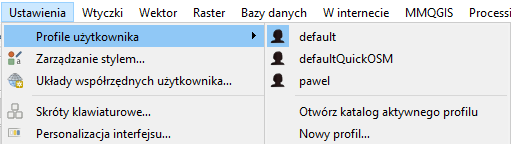 Ustawienia Wtyczki Wektor Raster Bazy danych W internecie MMQGIS Processi
Profile użytkownika
Zarządzanie stylem...
Układy współrzędnych użytkownika...
Skróty klawiaturowe...
Personalizacja interfejsu...
default
defaultQuickOSM
pawel
Otwórz katalog aktywnego profilu
Nowy profil...